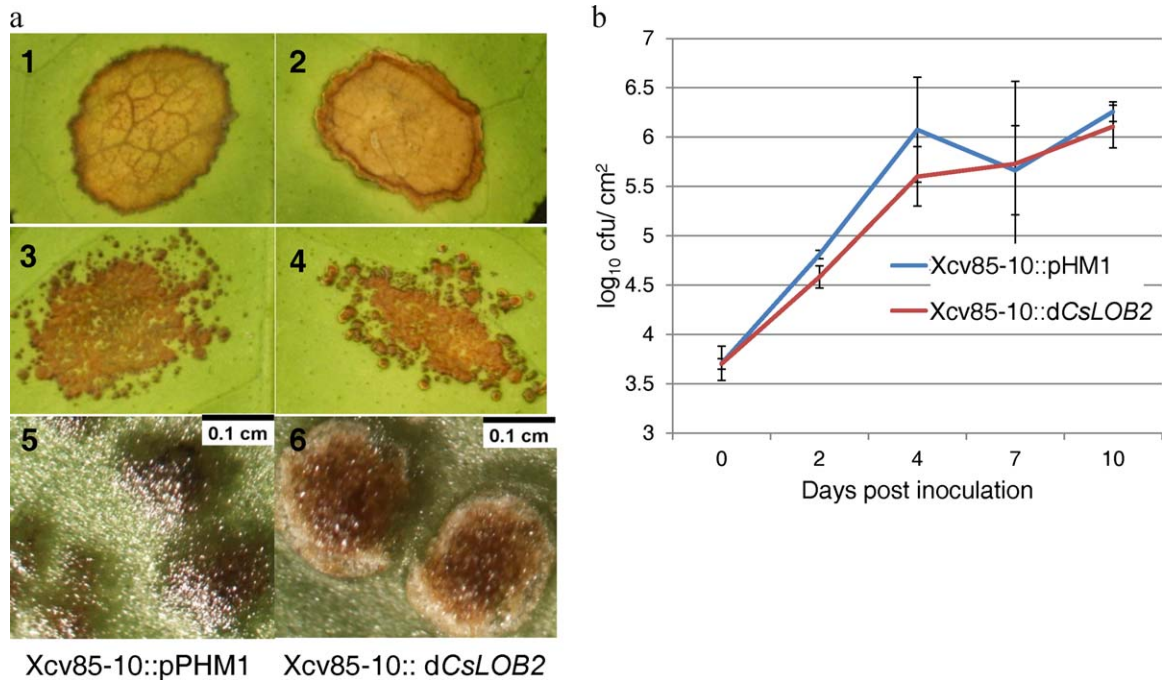 a
1
2
3
4
5
0.1 cm
6
0.1 cm
Xcv85-10::pPHM1
Xcv85-10:: dCsLOB2
b
7
6.5
6
5.5
5
4.5
4
3.5
3
log10 cfu/ cm2
Xcv85-10::pHM1
Xcv85-10::dCsLOB2
0
2
4
7
10
Days post inoculation